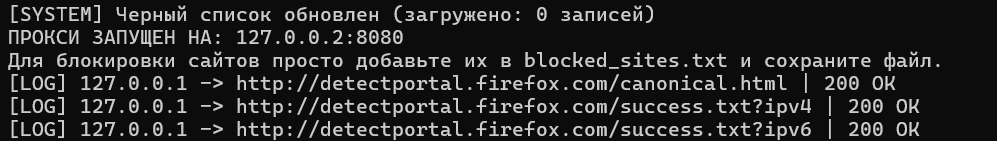 [SYSTEM] Черный список обновлен (загружено: 0 записей)
ПРОКСИ ЗАПУЩЕН НА: 127.0.0.2:8080
Для блокировки сайтов просто добавьте их в blocked_sites.txt и сохраните файл.
[LOG] 127.0.0.1 -> http://detectportal.firefox.com/canonical.html | 200 OK
[LOG] 127.0.0.1 -> http://detectportal.firefox.com/success.txt?ipv4 | 200 OK
[LOG] 127.0.0.1 -> http://detectportal.firefox.com/success.txt?ipv6 | 200 OK